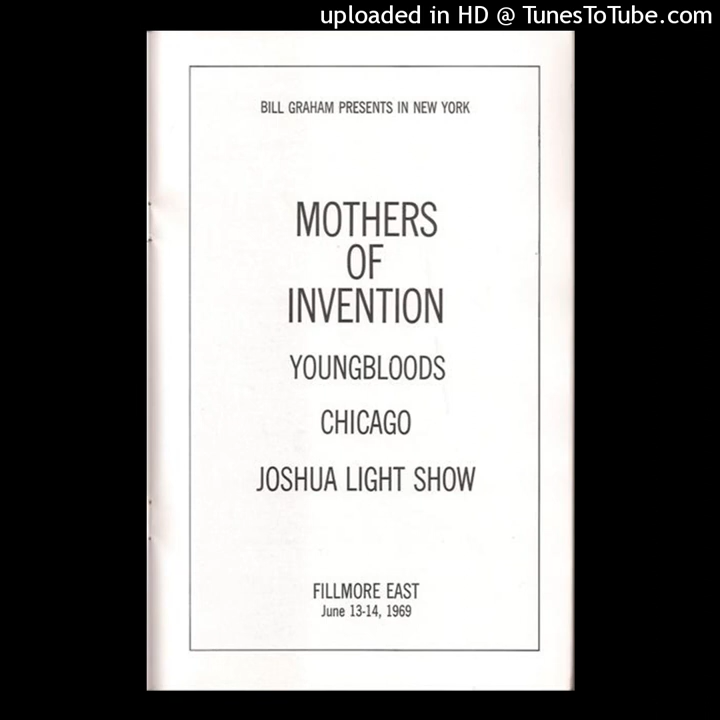 uploaded in HD @ TunesToTube.com
BILL GRAHAM PRESENTS IN NEW YORK
MOTHERS
OF
INVENTION
YOUNGBLOODS
CHICAGO
JOSHUA LIGHT SHOW
FILLMORE EAST
June 13-14, 1969